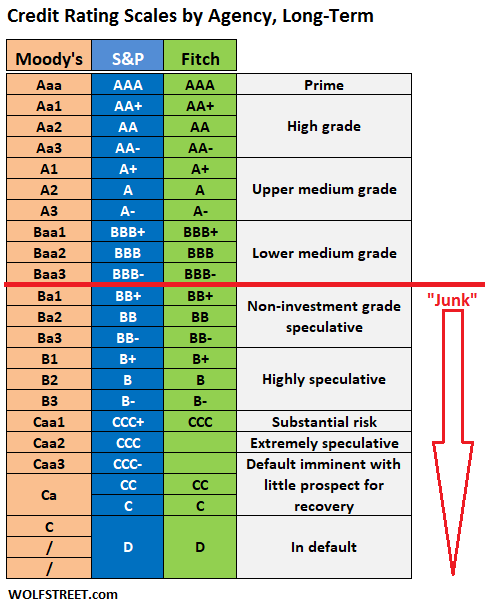 Credit Rating Scales by Agency, Long-Term
Moody's S&P Fitch
Aaa AAA AAA Prime
Aa1 AA+ AA+
Aa2 AA AA High grade
Aa3 AA- AA-
A1 A+ A+
A2 A A Upper medium grade
A3 A- A-
Baa1 BBB+ BBB+
Baa2 BBB BBB Lower medium grade
Baa3 BBB- BBB-
"Junk"
Ba1 BB+ BB+ Non-investment grade
Ba2 BB BB speculative
Ba3 BB- BB-
B1 B+ B+
B2 B B Highly speculative
B3 B- B-
Caa1 CCC+ CCC Substantial risk
Caa2 CCC Extremely speculative
Caa3 CCC- Default imminent with
Ca CC CC little prospect for
C C recovery
C
/ D D In default
/
WOLFSTREET.com